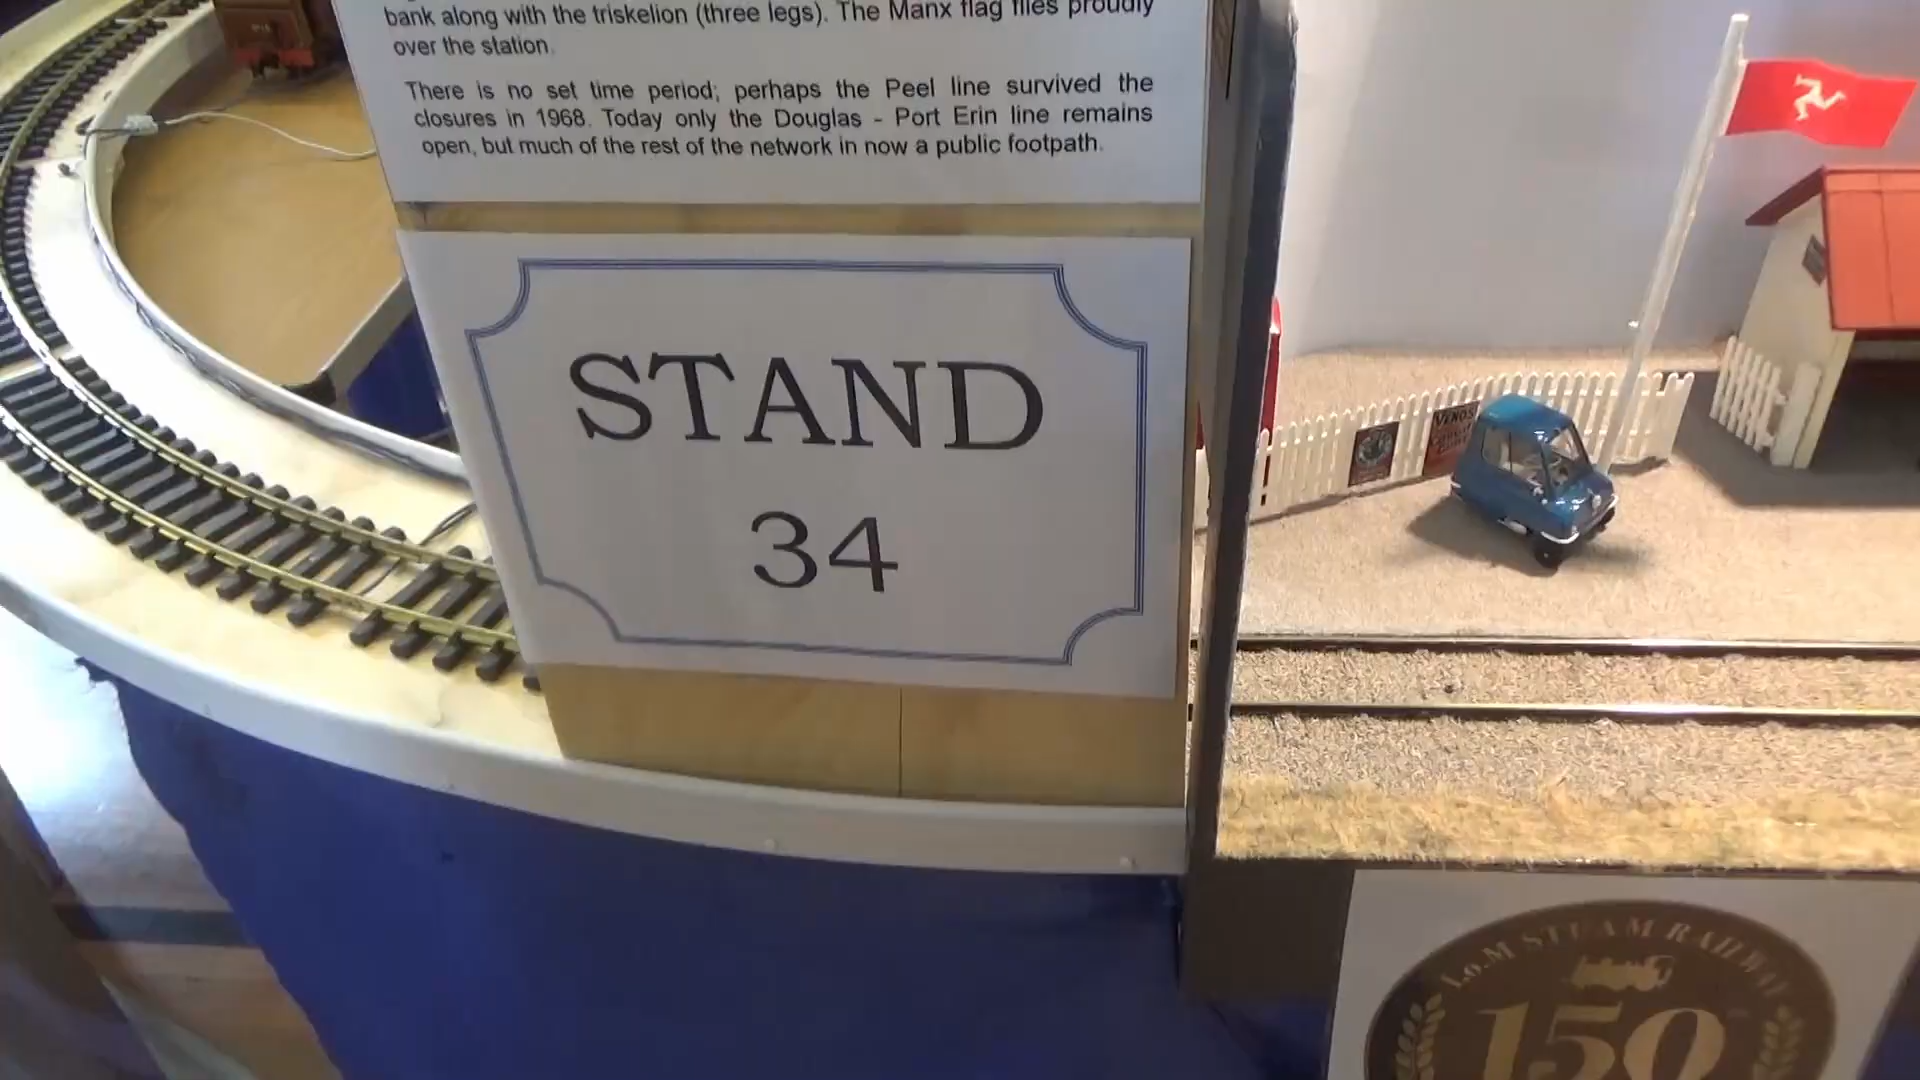 bank along with the triskelion (three legs). The Manx flag flies proudly
over the station.
There is no set time period; perhaps the Peel line survived the
closures in 1968. Today only the Douglas - Port Erin line remains
open, but much of the rest of the network in now a public footpath.
STAND
34
VENOS
I.o.M STEAM RAILWAY
150